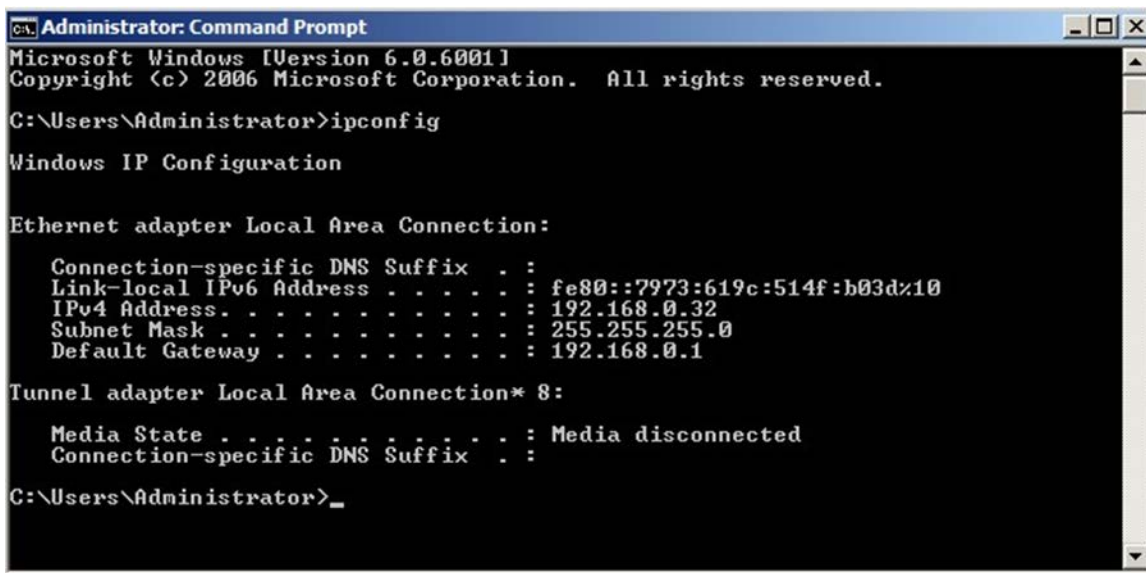 Administrator: Command Prompt
Microsoft Windows [Version 6.0.6001]
Copyright (c) 2006 Microsoft Corporation.  All rights reserved.
C:\Users\Administrator>ipconfig
Windows IP Configuration
Ethernet adapter Local Area Connection:
Connection-specific DNS Suffix  . :
Link-local IPv6 Address . . . . . : fe80::7973:619c:514f:b03d%10
IPv4 Address. . . . . . . . . . . : 192.168.0.32
Subnet Mask . . . . . . . . . . . : 255.255.255.0
Default Gateway . . . . . . . . . : 192.168.0.1
Tunnel adapter Local Area Connection* 8:
Media State . . . . . . . . . . . : Media disconnected
Connection-specific DNS Suffix  . :
C:\Users\Administrator>_